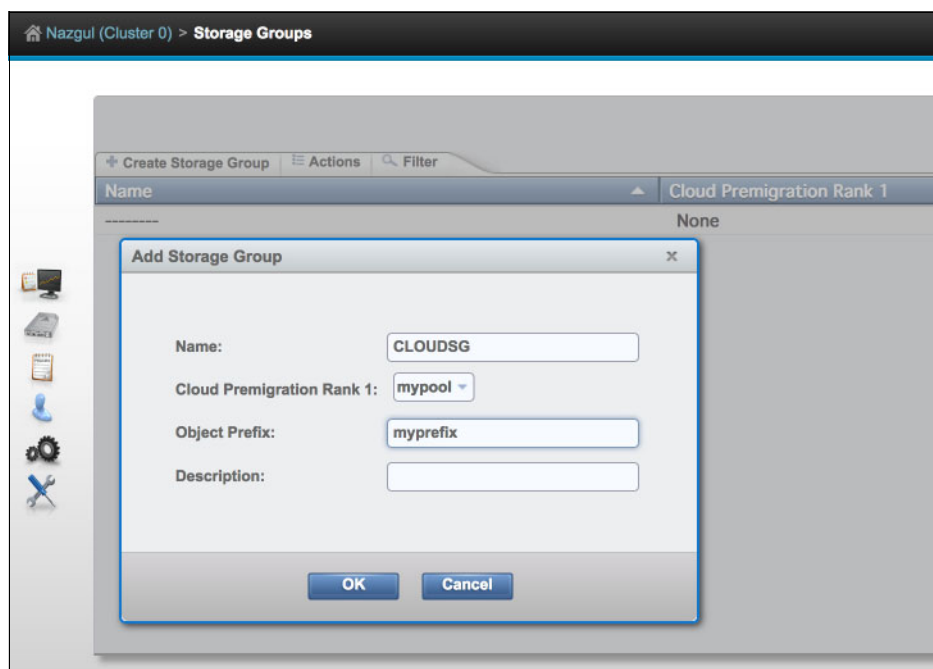 Nazgul (Cluster 0) > Storage Groups
Create Storage Group Actions Filter
Name Cloud Premigration Rank 1
-------- None
Add Storage Group x
Name: CLOUDSG
Cloud Premigration Rank 1: mypool
Object Prefix: myprefix
Description:
OK Cancel